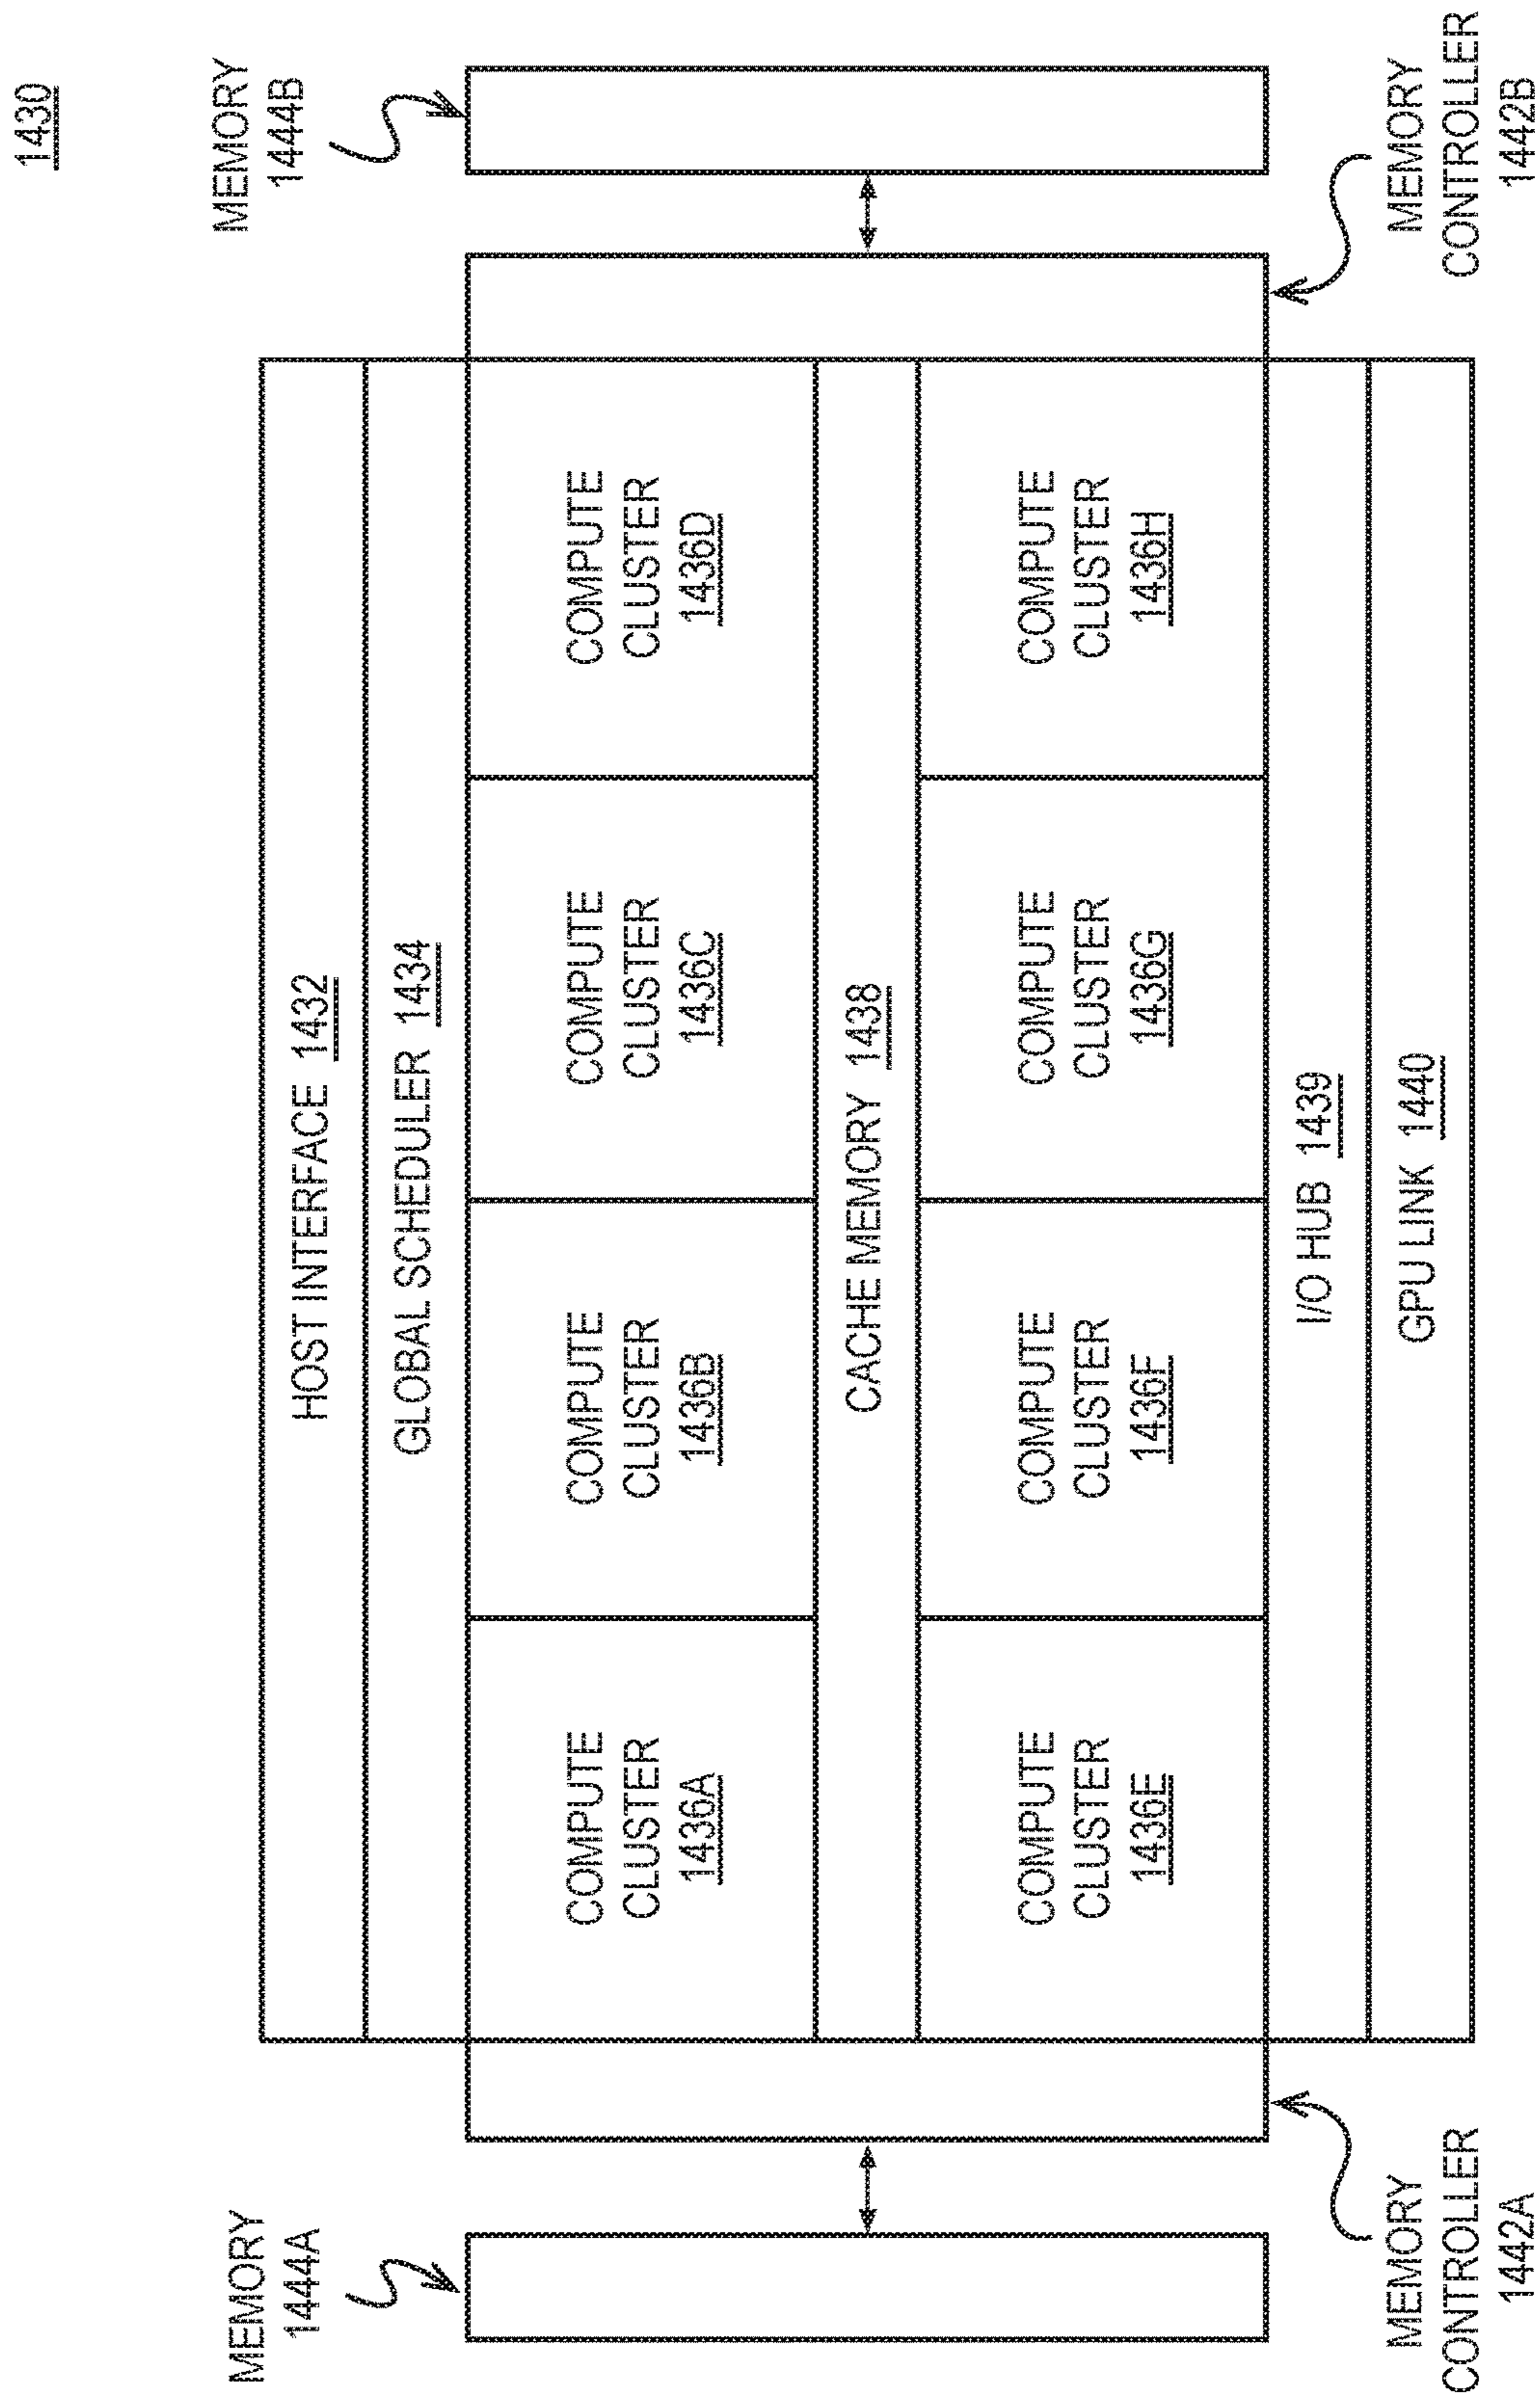 1430
MEMORY
1444A
MEMORY
1444B
HOST INTERFACE 1432
GLOBAL SCHEDULER 1434
COMPUTE
CLUSTER
1436A
COMPUTE
CLUSTER
1436B
COMPUTE
CLUSTER
1436C
COMPUTE
CLUSTER
1436D
CACHE MEMORY 1438
COMPUTE
CLUSTER
1436E
COMPUTE
CLUSTER
1436F
COMPUTE
CLUSTER
1436G
COMPUTE
CLUSTER
1436H
I/O HUB 1439
GPU LINK 1440
MEMORY
CONTROLLER
1442A
MEMORY
CONTROLLER
1442B